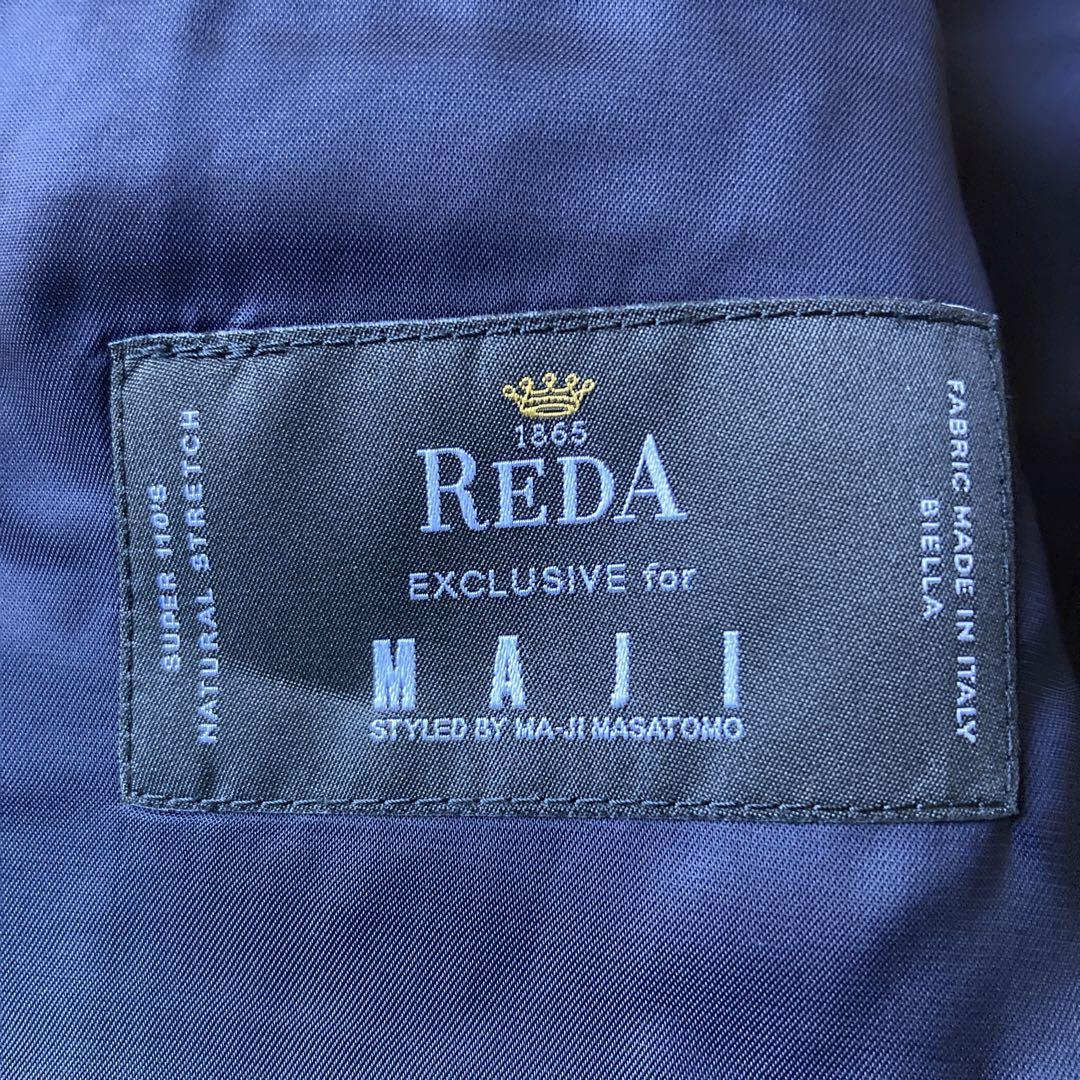 1865
REDA
EXCLUSIVE for
MAJI
STYLED BY MA-JI MASATOMO
SUPER 110'S
NATURAL STRETCH
FABRIC MADE IN ITALY
BIELLA